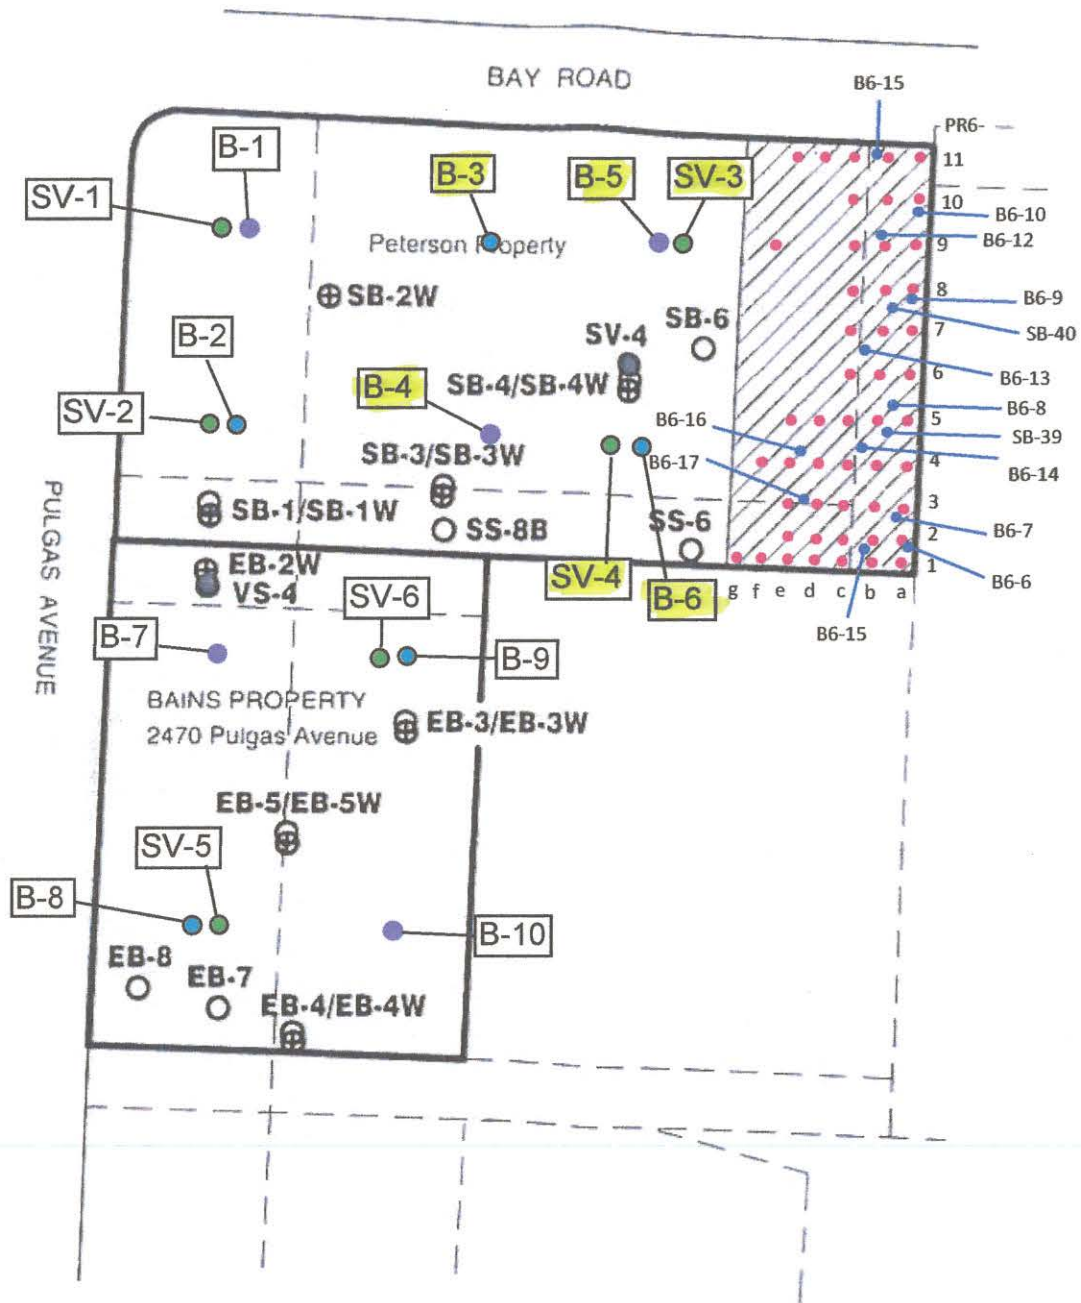 BAY ROAD
B6-15
PR6-
B-1
B-3
B-5
SV-3
11
SV-1
10
B6-10
Peterson Property
9
B6-12
SB-2W
8
B6-9
B-2
SV-4
SB-6
7
SB-40
B-4
SB-4/SB-4W
6
B6-13
SV-2
B6-16
5
B6-8
SB-39
SB-3/SB-3W
B6-17
4
B6-14
SB-1/SB-1W
SS-8B
SS-6
3
B6-7
2
EB-2W
1
VS-4
SV-6
SV-4
B-6
g f e d c b a
B6-6
B6-15
PULGAS AVENUE
B-7
B-9
BAINS PROPERTY
2470 Pulgas Avenue
EB-3/EB-3W
EB-5/EB-5W
SV-5
B-8
B-10
EB-8
EB-7
EB-4/EB-4W